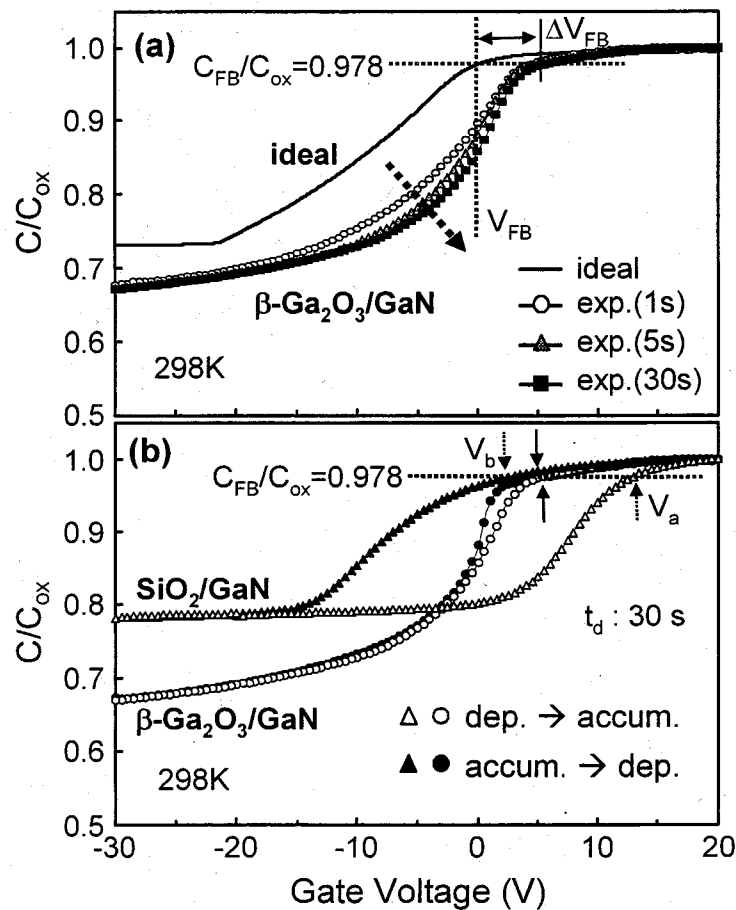 (a)
ΔV_FB
C_FB/C_ox=0.978
ideal
V_FB
β-Ga₂O₃/GaN
298K
ideal
exp.(1s)
exp.(5s)
exp.(30s)
1.0
0.9
0.8
0.7
0.6
0.5
C/C_ox
(b)
V_b
C_FB/C_ox=0.978
V_a
SiO₂/GaN
t_d : 30 s
β-Ga₂O₃/GaN
dep. → accum.
accum. → dep.
298K
1.0
0.9
0.8
0.7
0.6
0.5
C/C_ox
-30 -20 -10 0 10 20
Gate Voltage (V)